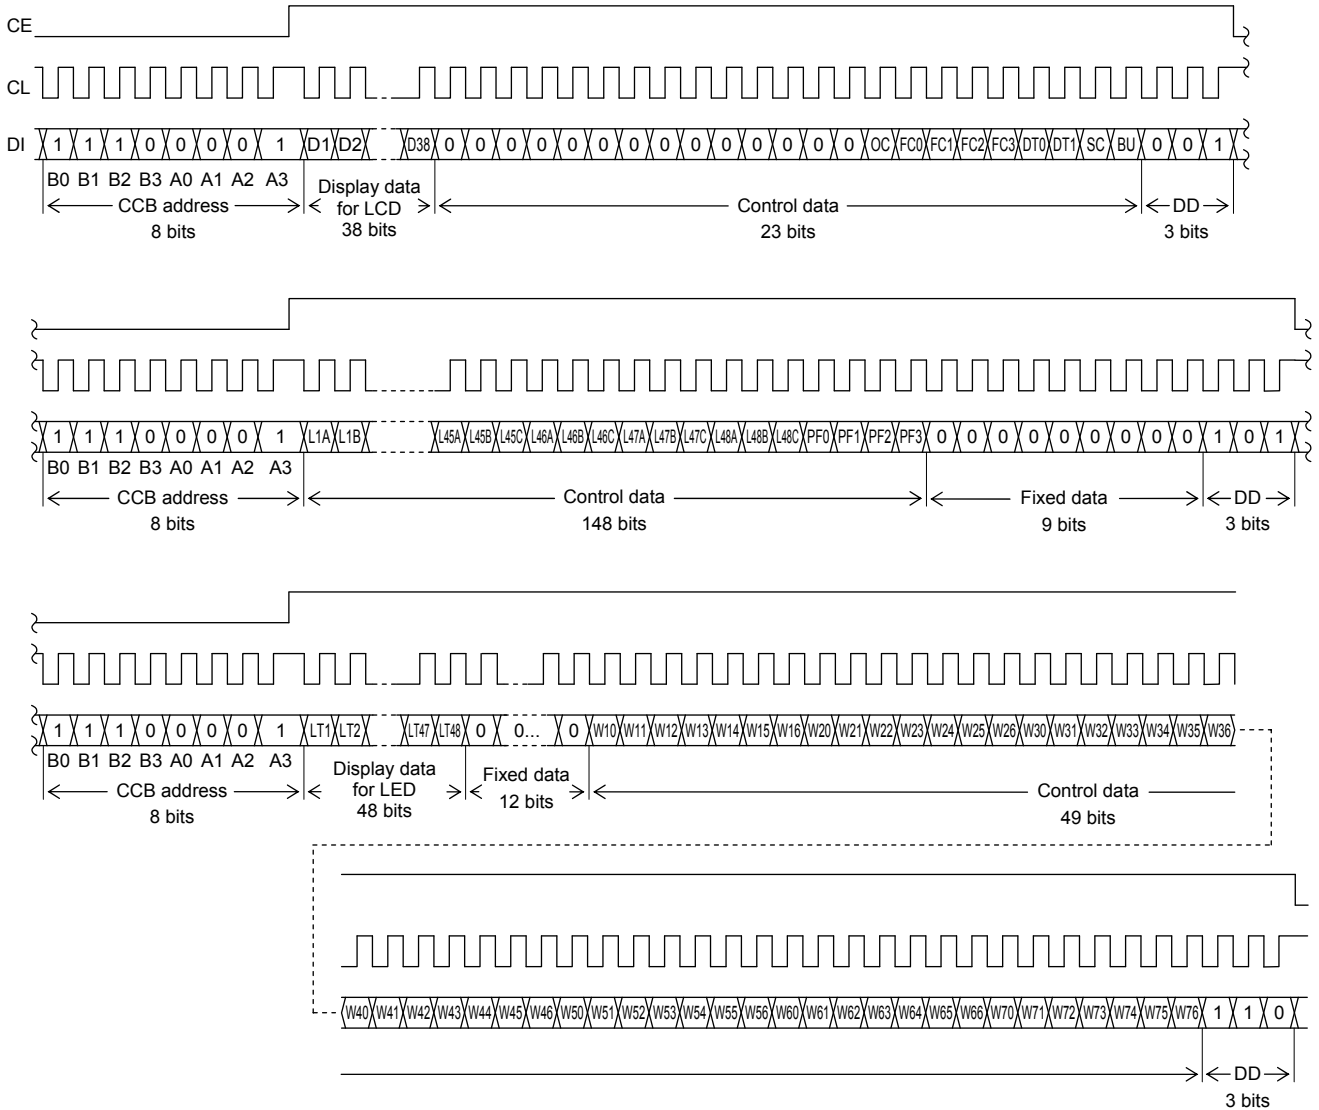 CE
CL
DI 1 1 1 0 0 0 0 1 D1 D2 D38 0 0 0 0 0 0 0 0 0 0 0 0 0 0 OC FC0 FC1 FC2 FC3 DT0 DT1 SC BU 0 0 1
B0 B1 B2 B3 A0 A1 A2 A3
CCB address
8 bits
Display data
for LCD
38 bits
Control data
23 bits
DD
3 bits
1 1 1 0 0 0 0 1 L1A L1B L45A L45B L45C L46A L46B L46C L47A L47B L47C L48A L48B L48C PF0 PF1 PF2 PF3 0 0 0 0 0 0 0 0 0 1 0 1
B0 B1 B2 B3 A0 A1 A2 A3
CCB address
8 bits
Control data
148 bits
Fixed data
9 bits
DD
3 bits
1 1 1 0 0 0 0 1 LT1 LT2 LT47 LT48 0 0... 0 W10 W11 W12 W13 W14 W15 W16 W20 W21 W22 W23 W24 W25 W26 W30 W31 W32 W33 W34 W35 W36
B0 B1 B2 B3 A0 A1 A2 A3
CCB address
8 bits
Display data
for LED
48 bits
Fixed data
12 bits
Control data
49 bits
W40 W41 W42 W43 W44 W45 W46 W50 W51 W52 W53 W54 W55 W56 W60 W61 W62 W63 W64 W65 W66 W70 W71 W72 W73 W74 W75 W76 1 1 0
DD
3 bits